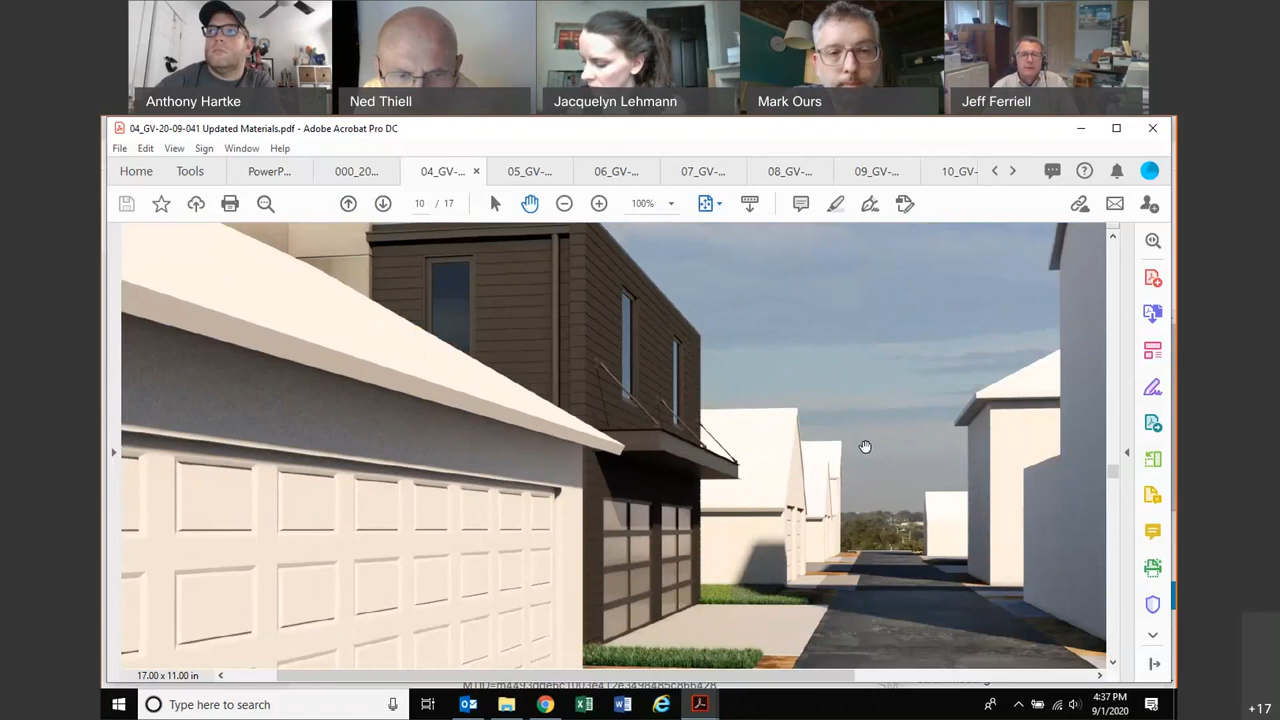 Anthony Hartke
Ned Thiell
Jacquelyn Lehmann
Mark Ours
Jeff Ferriell
04_GV-20-09-041 Updated Materials.pdf - Adobe Acrobat Pro DC
File Edit View Sign Window Help
Home Tools PowerP... 000_20... 04_GV-... 05_GV-... 06_GV-... 07_GV-... 08_GV-... 09_GV-... 10_GV-
10 / 17 100%
17.00 x 11.00 in
Type here to search
4:37 PM
9/1/2020
+17